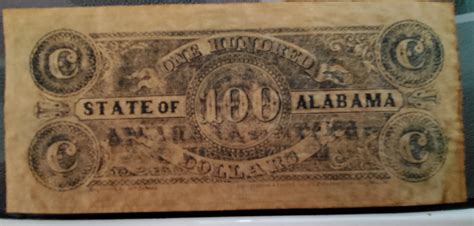 C ONE HUNDRED C
STATE OF 100 ALABAMA
C DOLLARS C